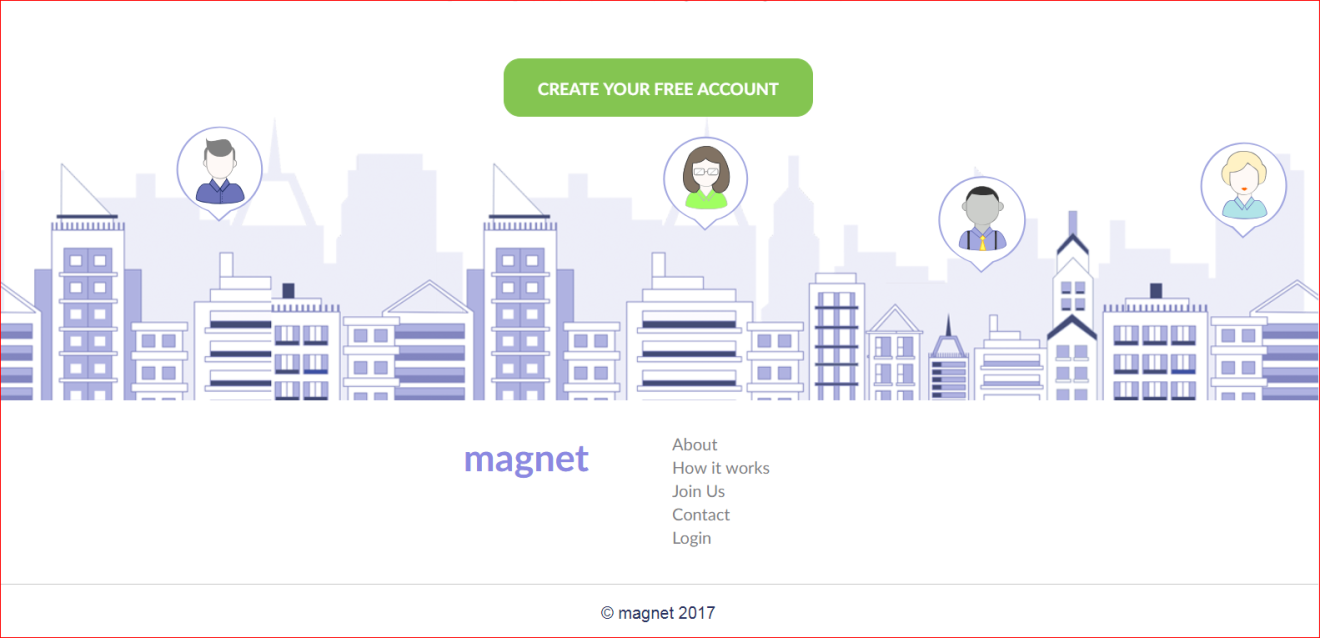 CREATE YOUR FREE ACCOUNT
magnet
About
How it works
Join Us
Contact
Login
© magnet 2017